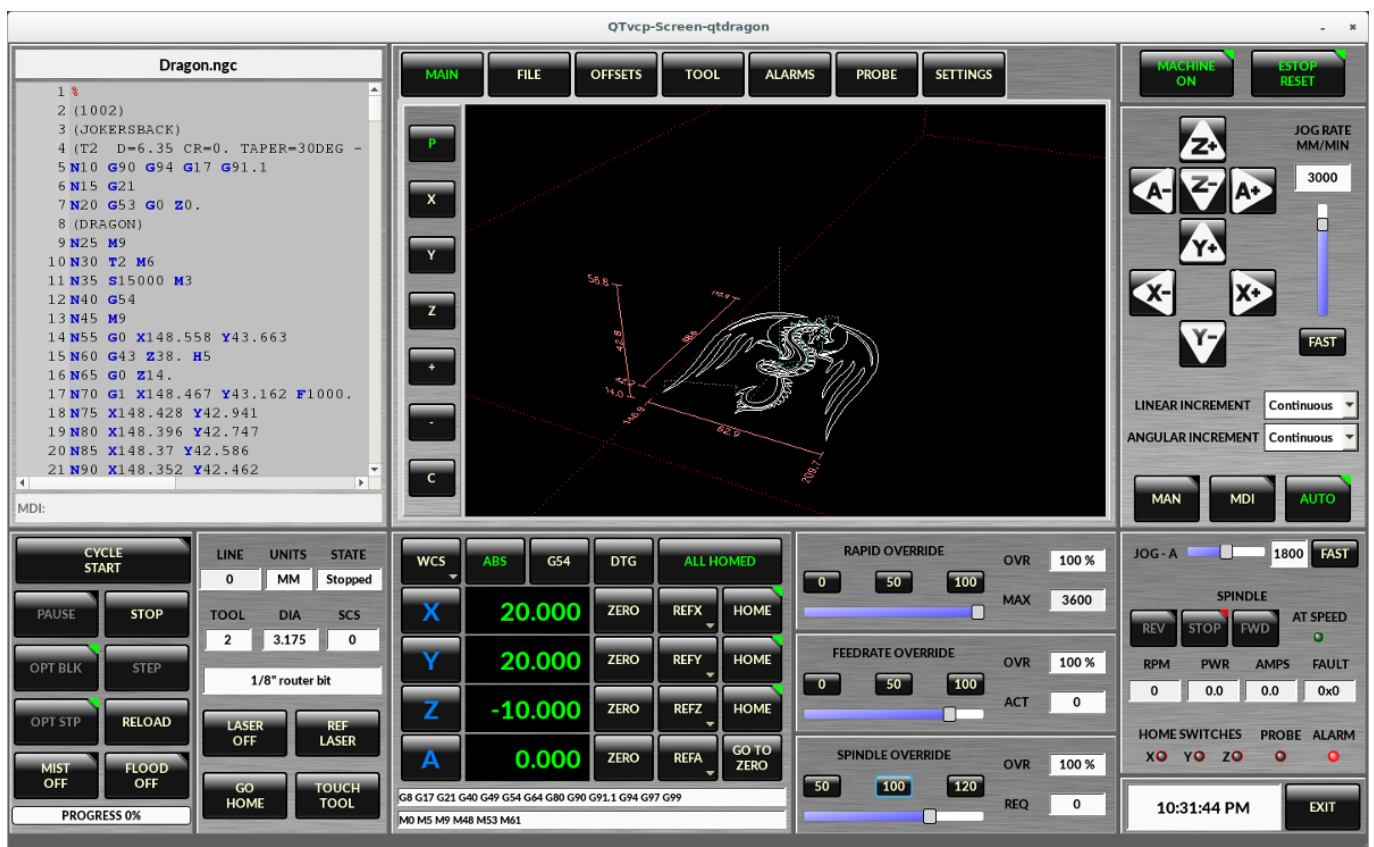 QTvcp-Screen-qtdragon
Dragon.ngc
1 %
2 (1002)
3 (JOKERSBACK)
4 (T2 D=6.35 CR=0. TAPER=30DEG -
5 N10 G90 G94 G17 G91.1
6 N15 G21
7 N20 G53 G0 Z0.
8 (DRAGON)
9 N25 M9
10 N30 T2 M6
11 N35 S15000 M3
12 N40 G54
13 N45 M9
14 N55 G0 X148.558 Y43.663
15 N60 G43 Z38. H5
16 N65 G0 Z14.
17 N70 G1 X148.467 Y43.162 F1000.
18 N75 X148.428 Y42.941
19 N80 X148.396 Y42.747
20 N85 X148.37 Y42.586
21 N90 X148.352 Y42.462
MDI:
MAIN FILE OFFSETS TOOL ALARMS PROBE SETTINGS
P
X
Y
Z
+
-
C
56.8
42.8
14.0
62.9
209.7
MACHINE ON
ESTOP RESET
JOG RATE
MM/MIN
3000
Z+
A- Z- A+
Y+
X- X+
Y-
FAST
LINEAR INCREMENT Continuous
ANGULAR INCREMENT Continuous
MAN MDI AUTO
CYCLE START
PAUSE STOP
OPT BLK STEP
OPT STP RELOAD
MIST OFF FLOOD OFF
PROGRESS 0%
LINE UNITS STATE
0 MM Stopped
TOOL DIA SCS
2 3.175 0
1/8" router bit
LASER OFF REF LASER
GO HOME TOUCH TOOL
WCS ABS G54 DTG ALL HOMED
X 20.000 ZERO REFX HOME
Y 20.000 ZERO REFY HOME
Z -10.000 ZERO REFZ HOME
A 0.000 ZERO REFA GO TO ZERO
G8 G17 G21 G40 G49 G54 G64 G80 G90 G91.1 G94 G97 G99
M0 M5 M9 M48 M53 M61
RAPID OVERRIDE OVR 100 %
0 50 100
MAX 3600
FEEDRATE OVERRIDE OVR 100 %
0 50 100
ACT 0
SPINDLE OVERRIDE OVR 100 %
50 100 120
REQ 0
JOG - A 1800 FAST
SPINDLE
REV STOP FWD AT SPEED
RPM PWR AMPS FAULT
0 0.0 0.0 0x0
HOME SWITCHES PROBE ALARM
X Y Z
10:31:44 PM EXIT